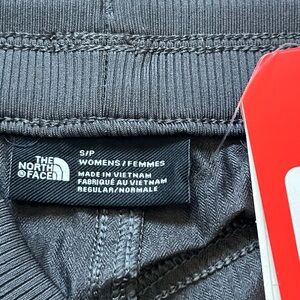 THE
NORTH
FACE
S/P
WOMENS/FEMMES
MADE IN VIETNAM
FABRIQUÉ AU VIETNAM
REGULAR/NORMALE